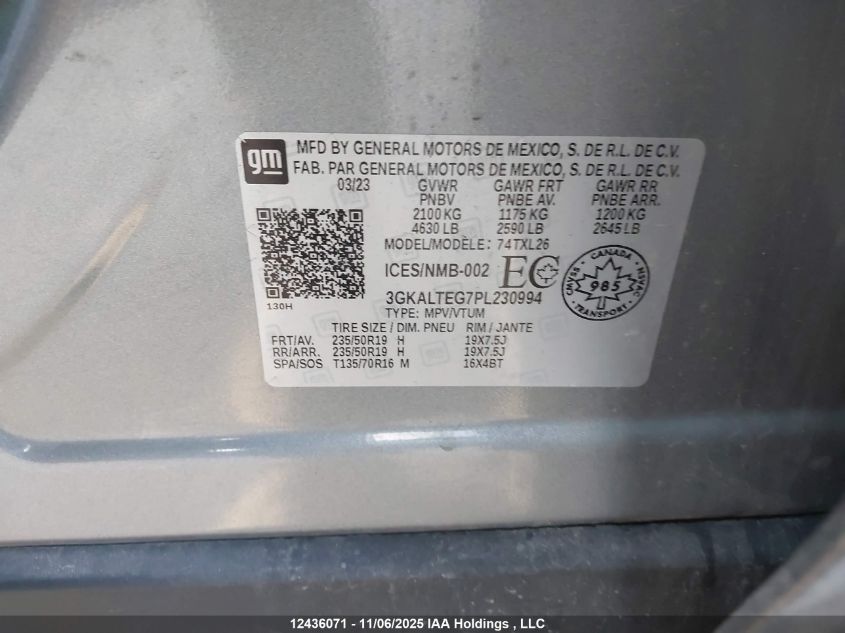 gm
MFD BY GENERAL MOTORS DE MEXICO, S. DE R.L. DE C.V.
FAB. PAR GENERAL MOTORS DE MEXICO, S. DE R.L. DE C.V.
03/23 GVWR GAWR FRT GAWR RR
PNBV PNBE AV. PNBE ARR.
2100 KG 1175 KG 1200 KG
4630 LB 2590 LB 2645 LB
MODEL/MODÈLE: 74TXL26
ICES/NMB-002 EC
CANADA
CMVSS 985 NSVAC
TRANSPORT
130H
3GKALTEG7PL230994
TYPE: MPV/VTUM
TIRE SIZE / DIM. PNEU RIM / JANTE
FRT/AV. 235/50R19 H 19X7.5J
RR/ARR. 235/50R19 H 19X7.5J
SPA/SOS T135/70R16 M 16X4BT
12436071 - 11/06/2025 IAA Holdings , LLC